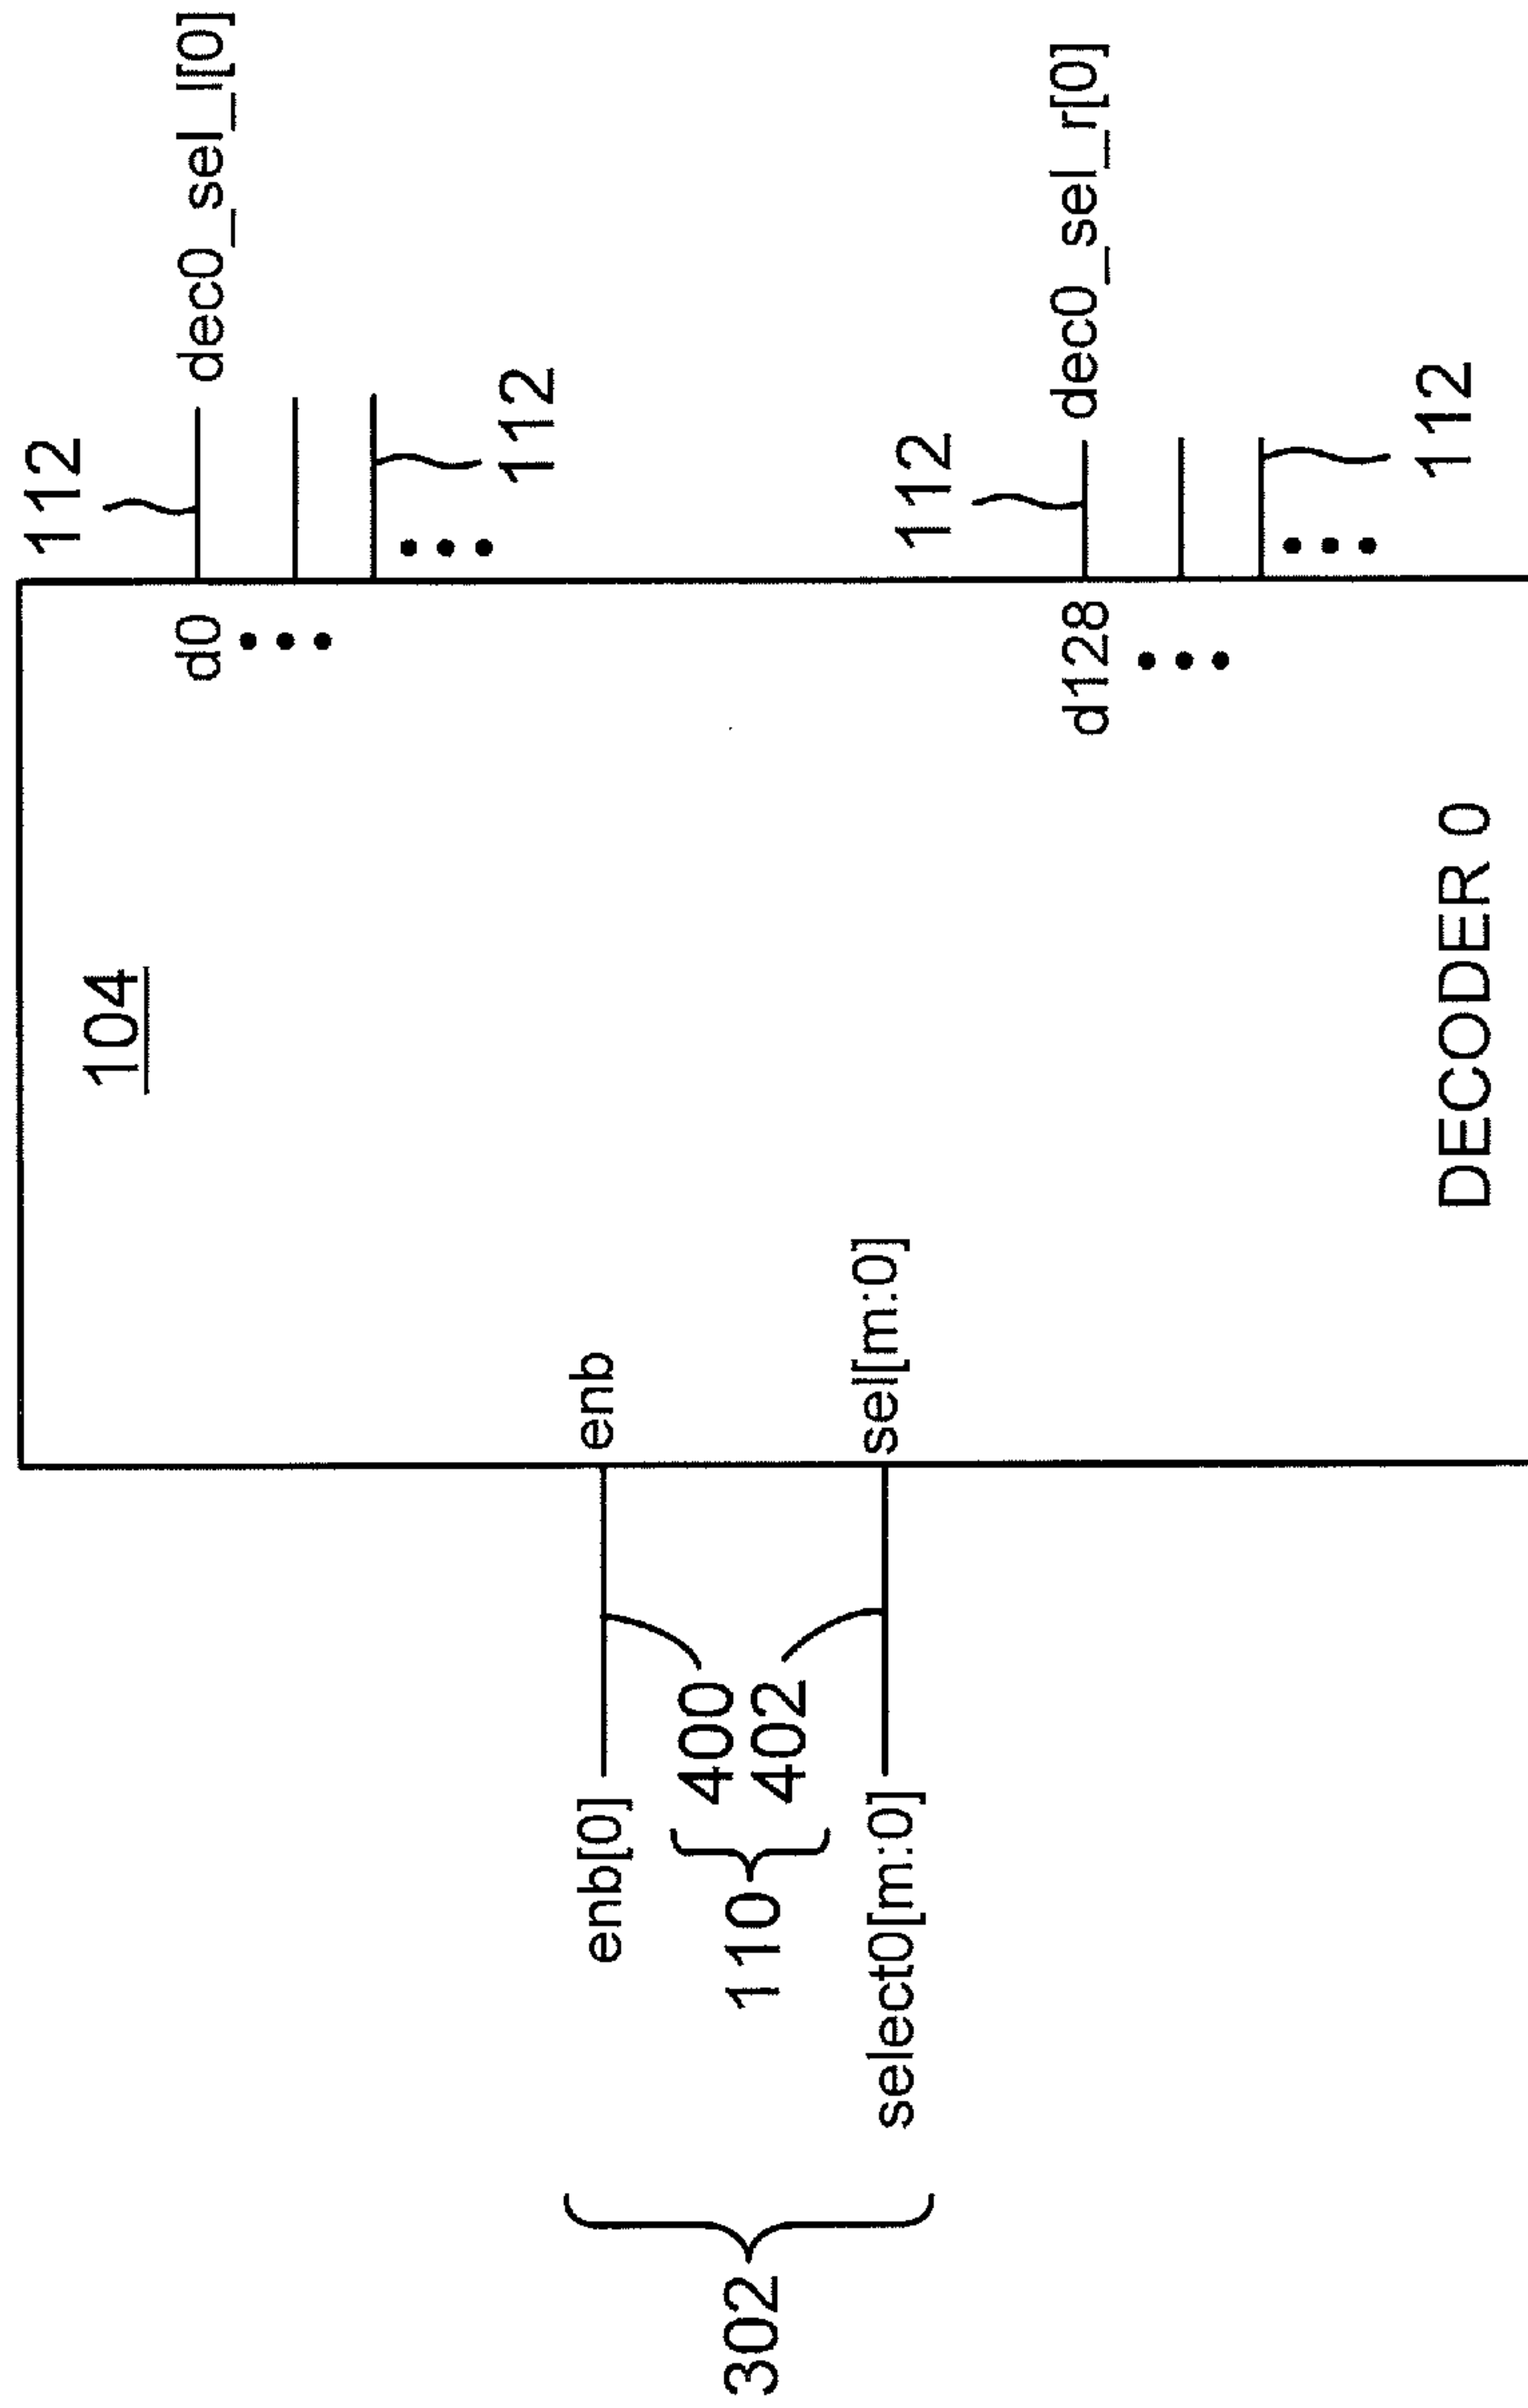 112
dec0_sel_l[0]
104
d0
112
enb[0]
enb
400
110
402
302
select0[m:0]
sel[m:0]
112
dec0_sel_r[0]
d128
112
DECODER 0